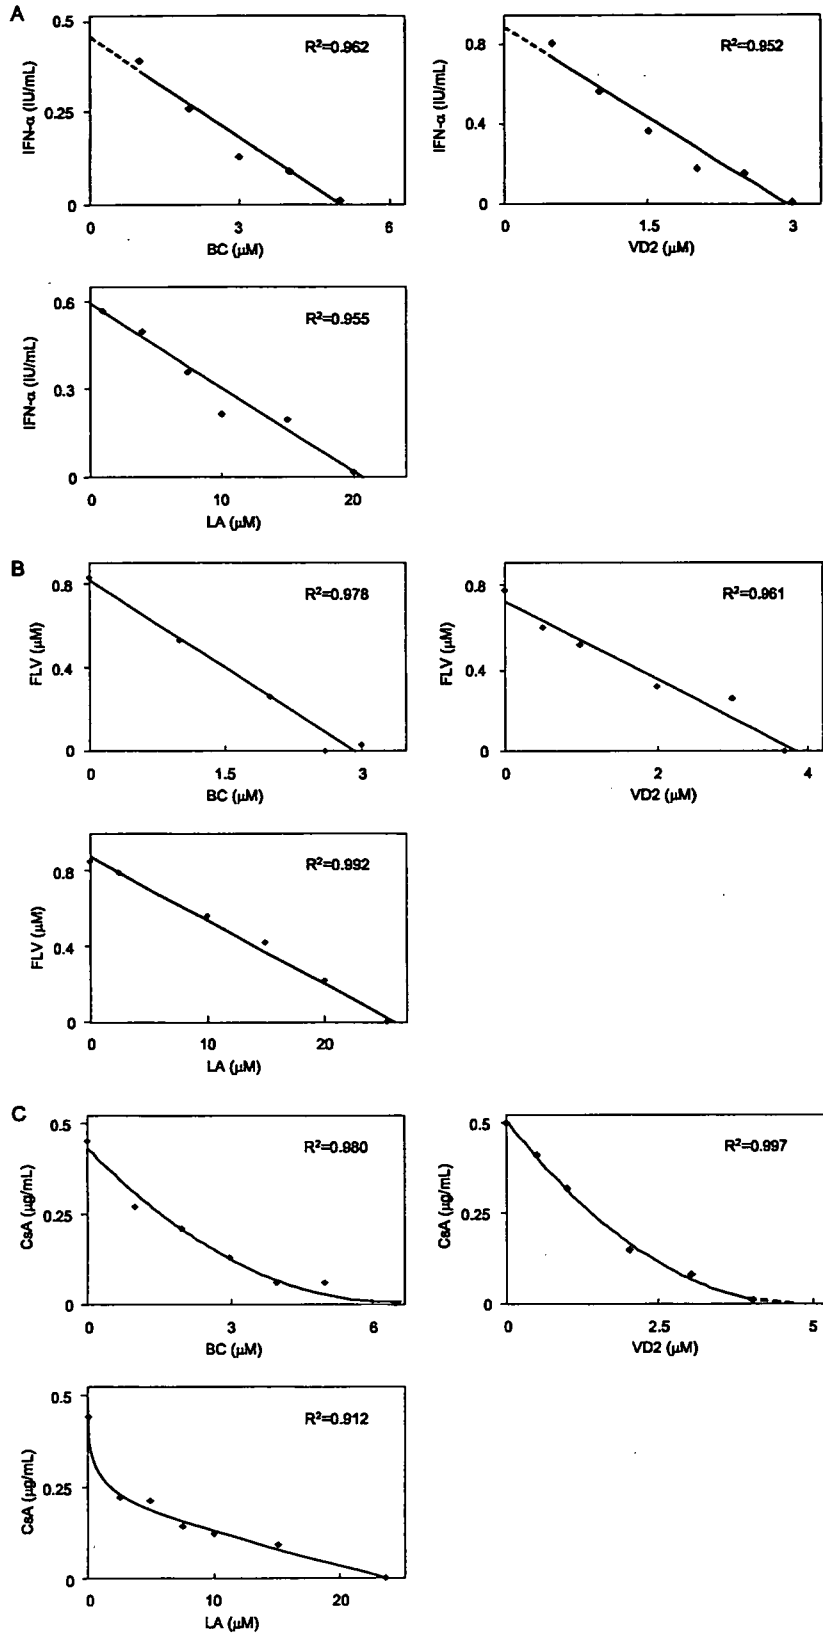 A
IFN-α (IU/mL)
0.5
0.25
0
R²=0.962
0 3 6
BC (μM)
IFN-α (IU/mL)
0.8
0.4
0
R²=0.952
0 1.5 3
VD2 (μM)
IFN-α (IU/mL)
0.6
0.3
0
R²=0.955
0 10 20
LA (μM)
B
FLV (μM)
0.8
0.4
0
R²=0.978
0 1.5 3
BC (μM)
FLV (μM)
0.8
0.4
0
R²=0.961
0 2 4
VD2 (μM)
FLV (μM)
0.8
0.4
0
R²=0.992
0 10 20
LA (μM)
C
CsA (μg/mL)
0.5
0.25
0
R²=0.980
0 3 6
BC (μM)
CsA (μg/mL)
0.5
0.25
0
R²=0.997
0 2.5 5
VD2 (μM)
CsA (μg/mL)
0.5
0.25
0
R²=0.912
0 10 20
LA (μM)